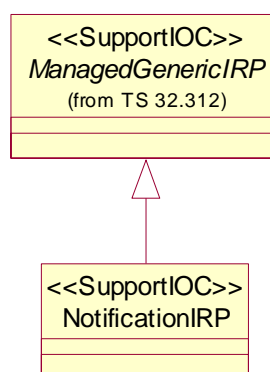 <<SupportIOC>>
ManagedGenericIRP
(from TS 32.312)
<<SupportIOC>>
NotificationIRP